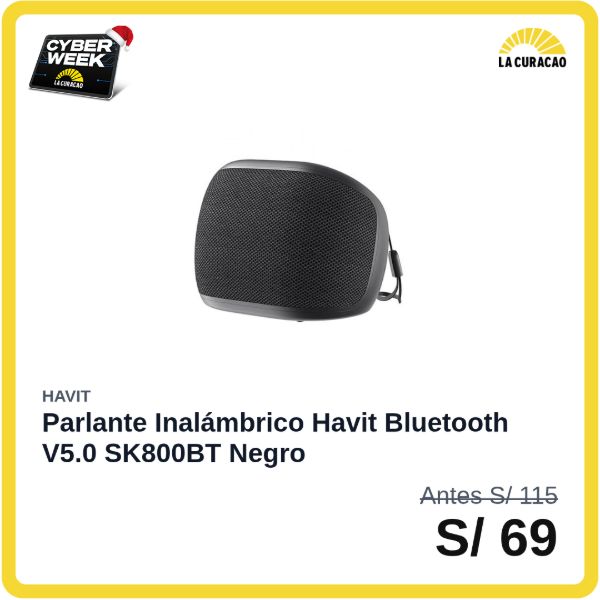 CYBER
WEEK
LA CURACAO
LA CURACAO
HAVIT
Parlante Inalámbrico Havit Bluetooth
V5.0 SK800BT Negro
Antes S/ 115
S/ 69